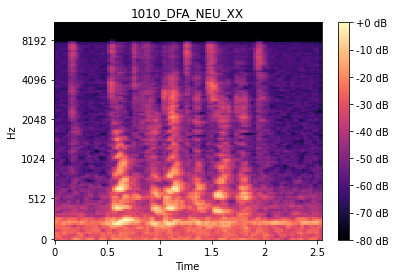 1010_DFA_NEU_XX
+0 dB
8192
-10 dB
4096
-20 dB
-30 dB
2048
-40 dB
Hz
1024
-50 dB
512
-60 dB
-70 dB
0
-80 dB
0 0.5 1 1.5 2 2.5
Time